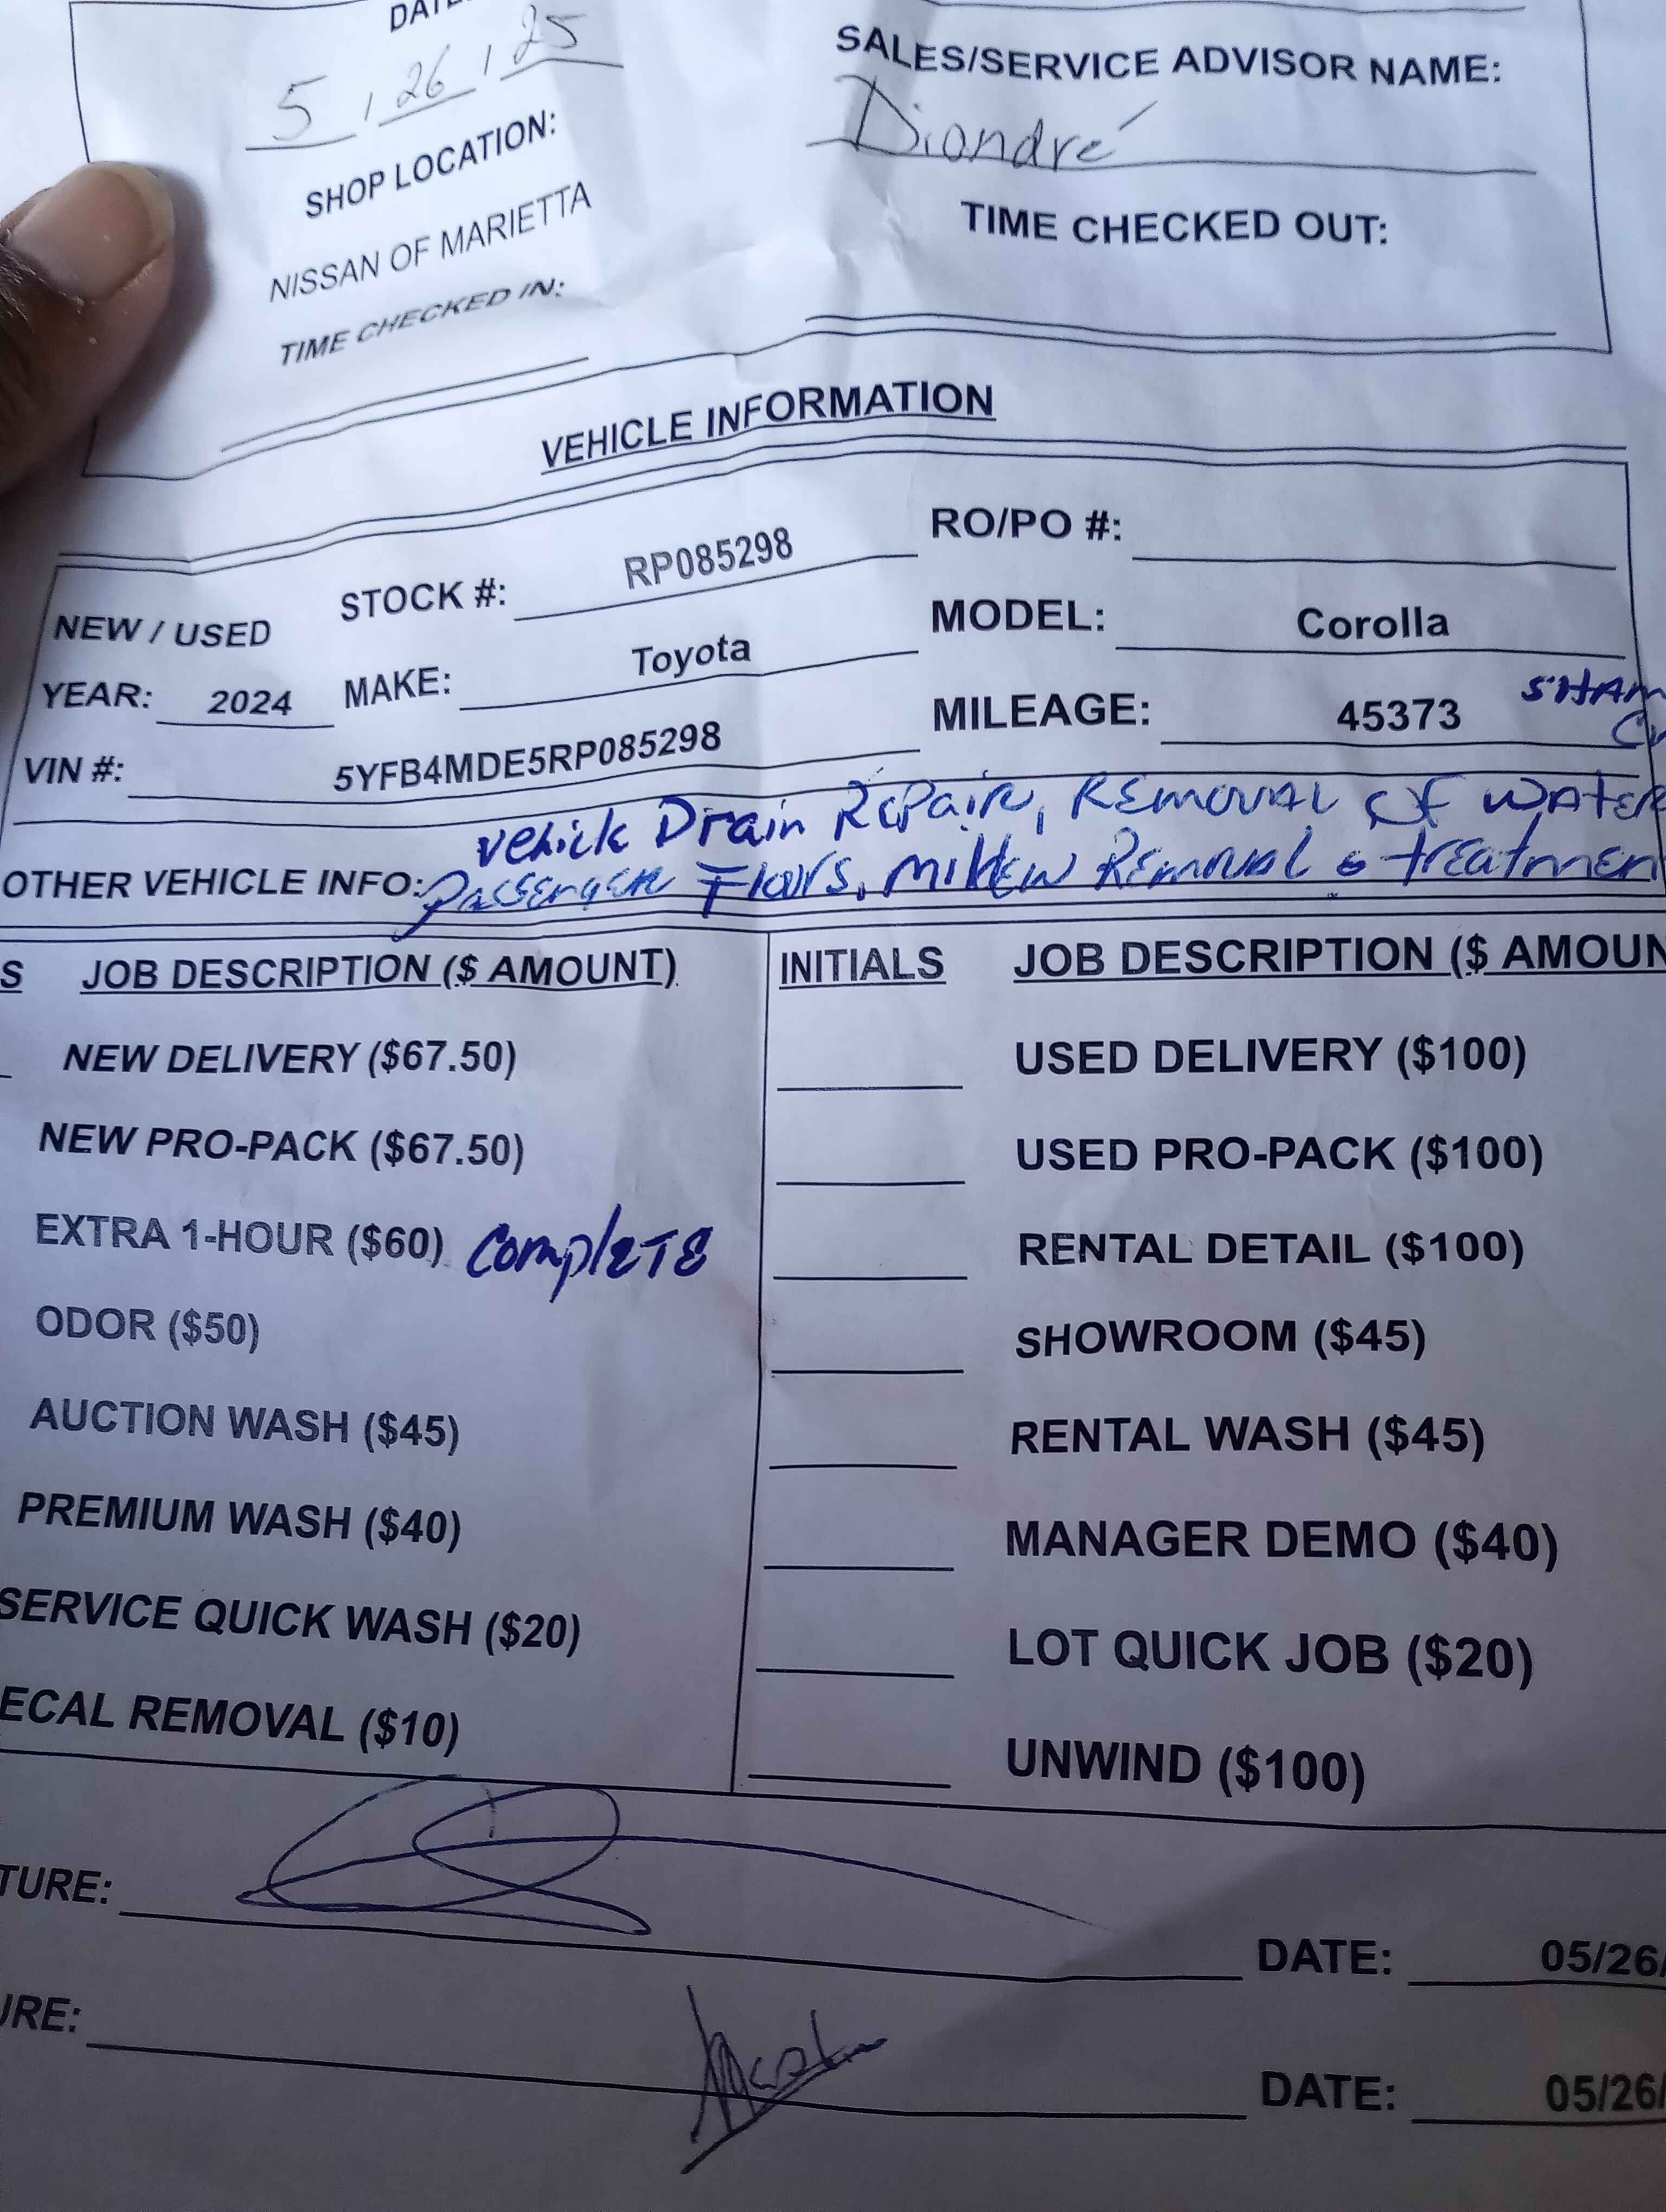 DATE
5 / 26 / 25
SHOP LOCATION:
NISSAN OF MARIETTA
TIME CHECKED IN:
SALES/SERVICE ADVISOR NAME:
Diondré
TIME CHECKED OUT:
VEHICLE INFORMATION
NEW / USED STOCK #: RP085298 RO/PO #:
YEAR: 2024 MAKE: Toyota MODEL: Corolla
VIN #: 5YFB4MDE5RP085298 MILEAGE: 45373 SHAM
vehicle Drain Repair, REMOVAL OF WATER
OTHER VEHICLE INFO: PASSENGER Floors, Mildew Removal & treatmen
S JOB DESCRIPTION ($ AMOUNT) INITIALS JOB DESCRIPTION ($ AMOUN
NEW DELIVERY ($67.50) USED DELIVERY ($100)
NEW PRO-PACK ($67.50) USED PRO-PACK ($100)
EXTRA 1-HOUR ($60) COMPLETE RENTAL DETAIL ($100)
ODOR ($50) SHOWROOM ($45)
AUCTION WASH ($45) RENTAL WASH ($45)
PREMIUM WASH ($40) MANAGER DEMO ($40)
SERVICE QUICK WASH ($20) LOT QUICK JOB ($20)
ECAL REMOVAL ($10) UNWIND ($100)
TURE: DATE: 05/26/
URE: DATE: 05/26/